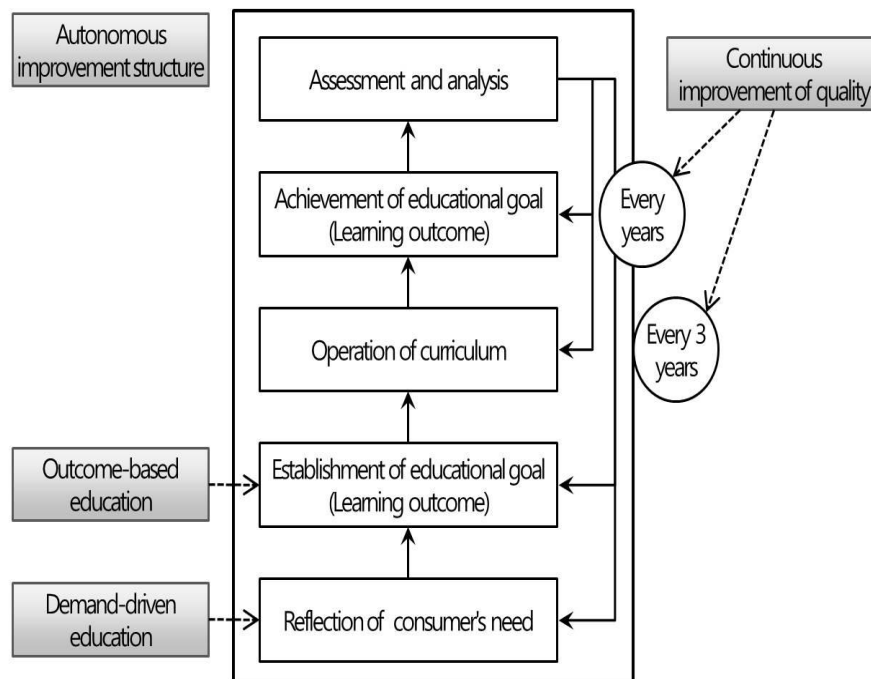 Autonomous
improvement structure
Assessment and analysis
Continuous
improvement of quality
Achievement of educational goal
(Learning outcome)
Every
years
Operation of curriculum
Every 3
years
Outcome-based
education
Establishment of educational goal
(Learning outcome)
Demand-driven
education
Reflection of consumer's need